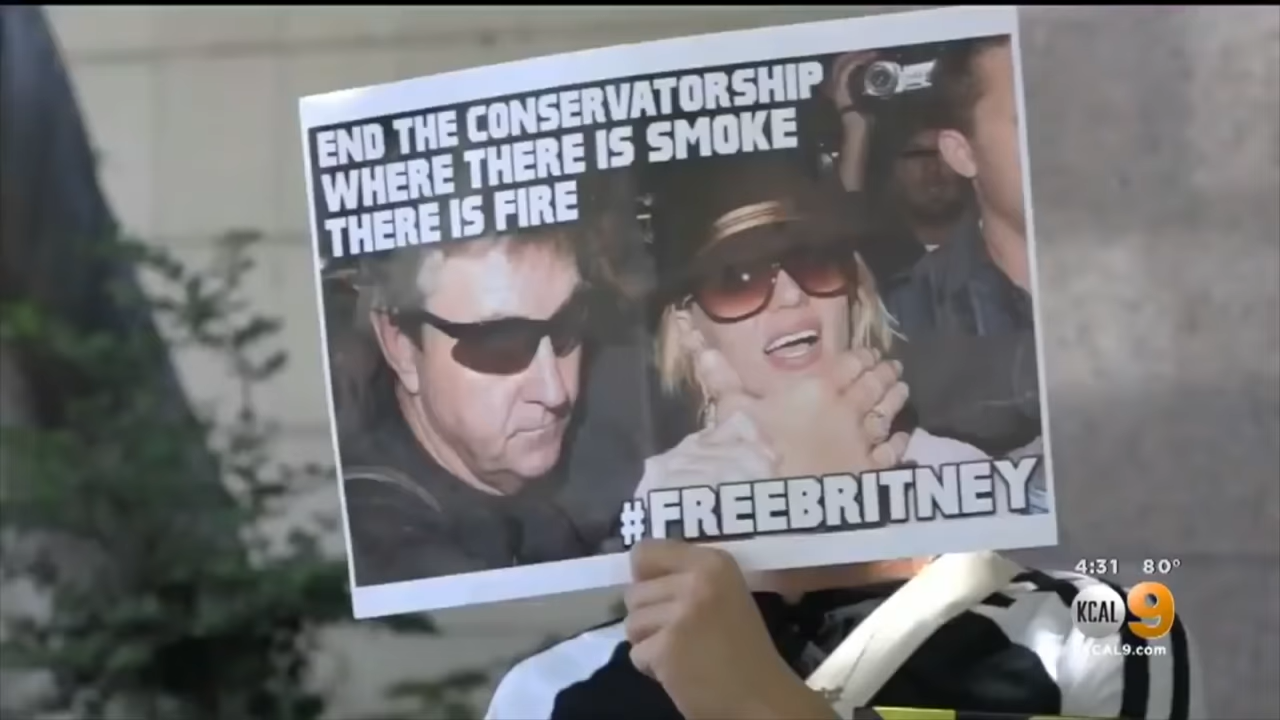 END THE CONSERVATORSHIP
WHERE THERE IS SMOKE
THERE IS FIRE
#FREEBRITNEY
4:31 80°
KCAL 9
KCAL9.com